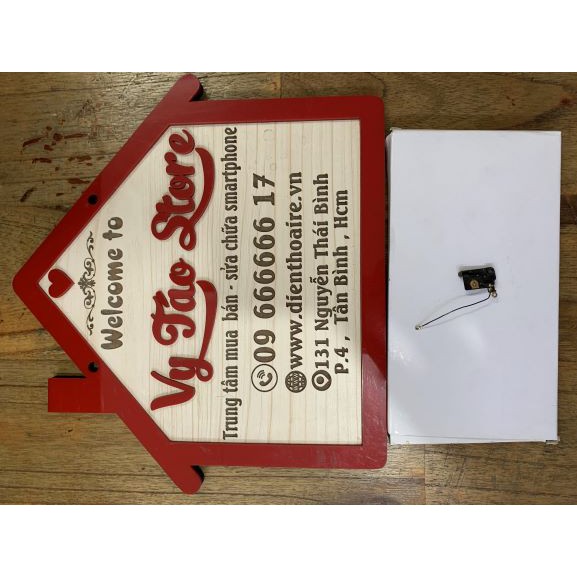 Welcome to
Vy Táo Store
Trung tâm mua bán - sửa chữa smartphone
09 666666 17
www.dienthoaire.vn
131 Nguyễn Thái Bình
P.4 , Tân Bình , Hcm